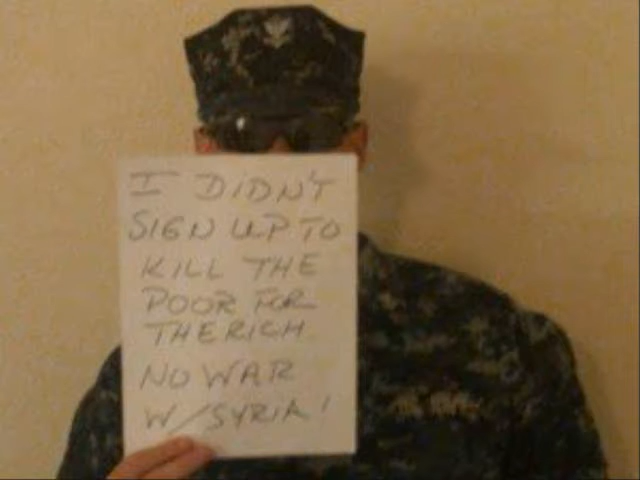 I DIDN'T
SIGN UP TO
KILL THE
POOR FOR
THE RICH
NO WAR
W/SYRIA!